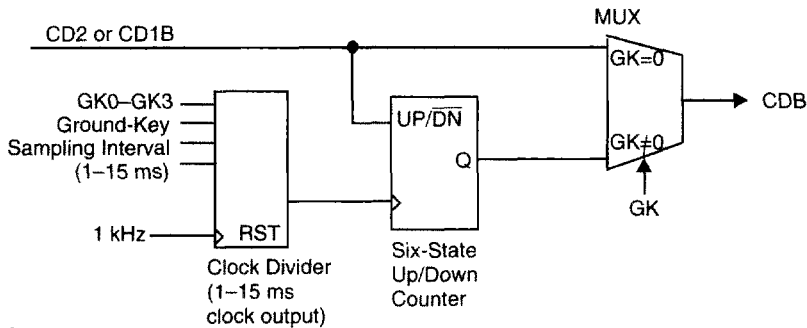 MUX
CD2 or CD1B
GK=0
GK0–GK3
Ground-Key
Sampling Interval
(1–15 ms)
UP/DN
CDB
GK≠0
Q
GK
1 kHz
RST
Clock Divider
(1–15 ms
clock output)
Six-State
Up/Down
Counter